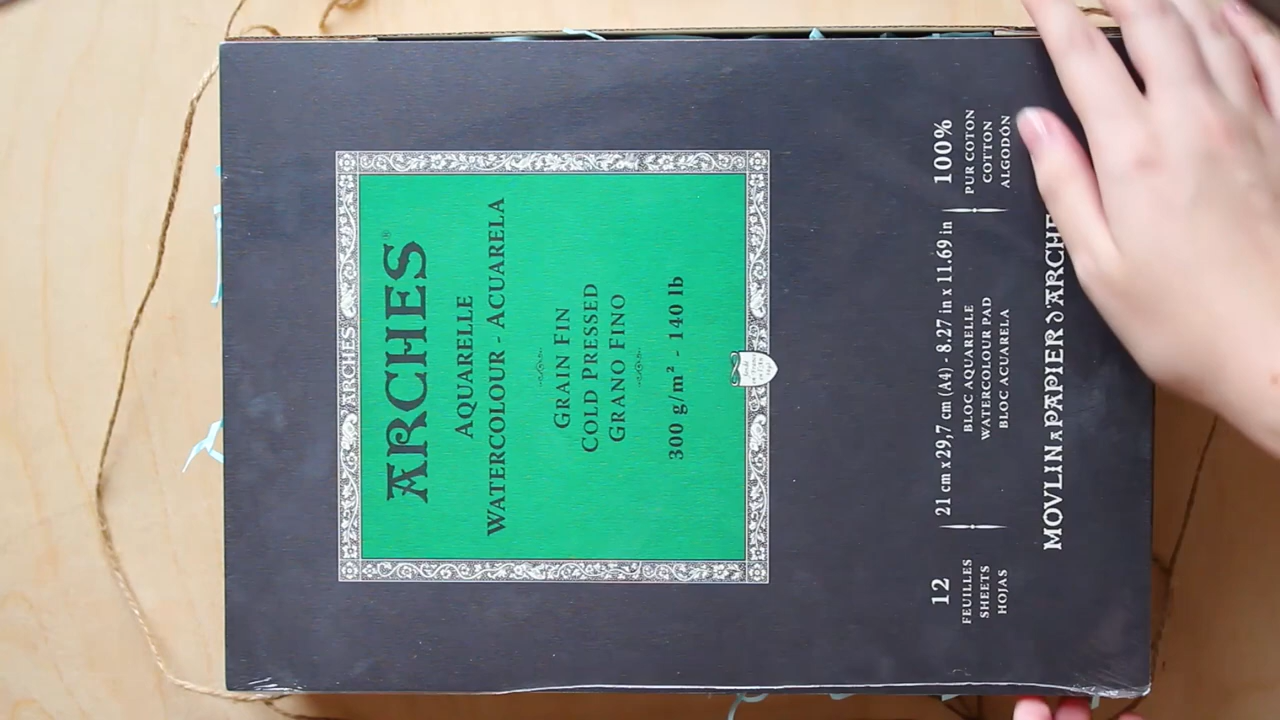 ARCHES®
AQUARELLE
WATERCOLOUR - ACUARELA
GRAIN FIN
COLD PRESSED
GRANO FINO
300 g/m² - 140 lb
12
FEUILLES
SHEETS
HOJAS
21 cm x 29,7 cm (A4) - 8.27 in x 11.69 in
BLOC AQUARELLE
WATERCOLOUR PAD
BLOC ACUARELA
100%
PUR COTON
COTTON
ALGODÓN
MOVLIN A PAPIER D'ARCHE
ARCHES